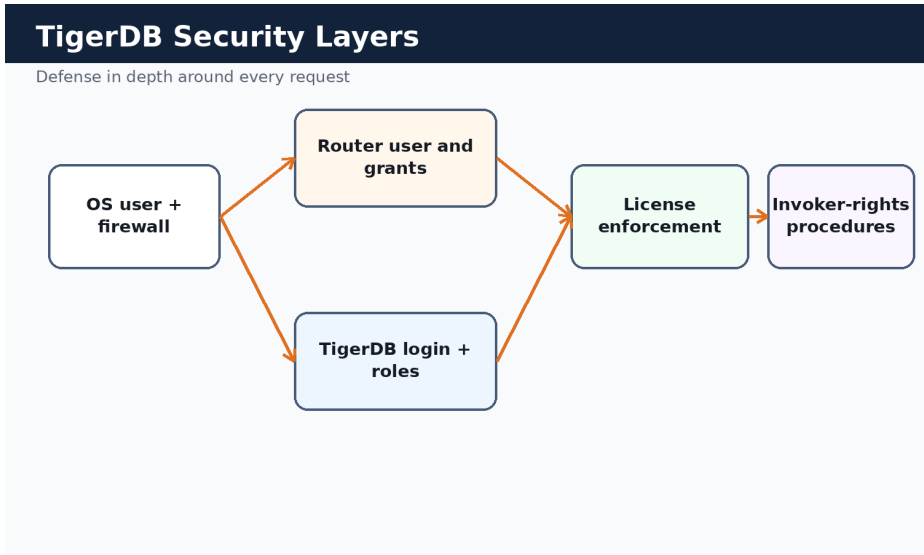 TigerDB Security Layers
Defense in depth around every request
Router user and
grants
OS user +
firewall
License
enforcement
Invoker-rights
procedures
TigerDB login +
roles